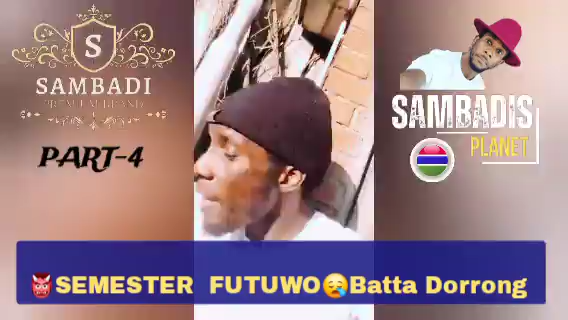 S
SAMBADI
PART-4
SAMBADIS
PLANET
👹SEMESTER FUTUWO😪Batta Dorrong